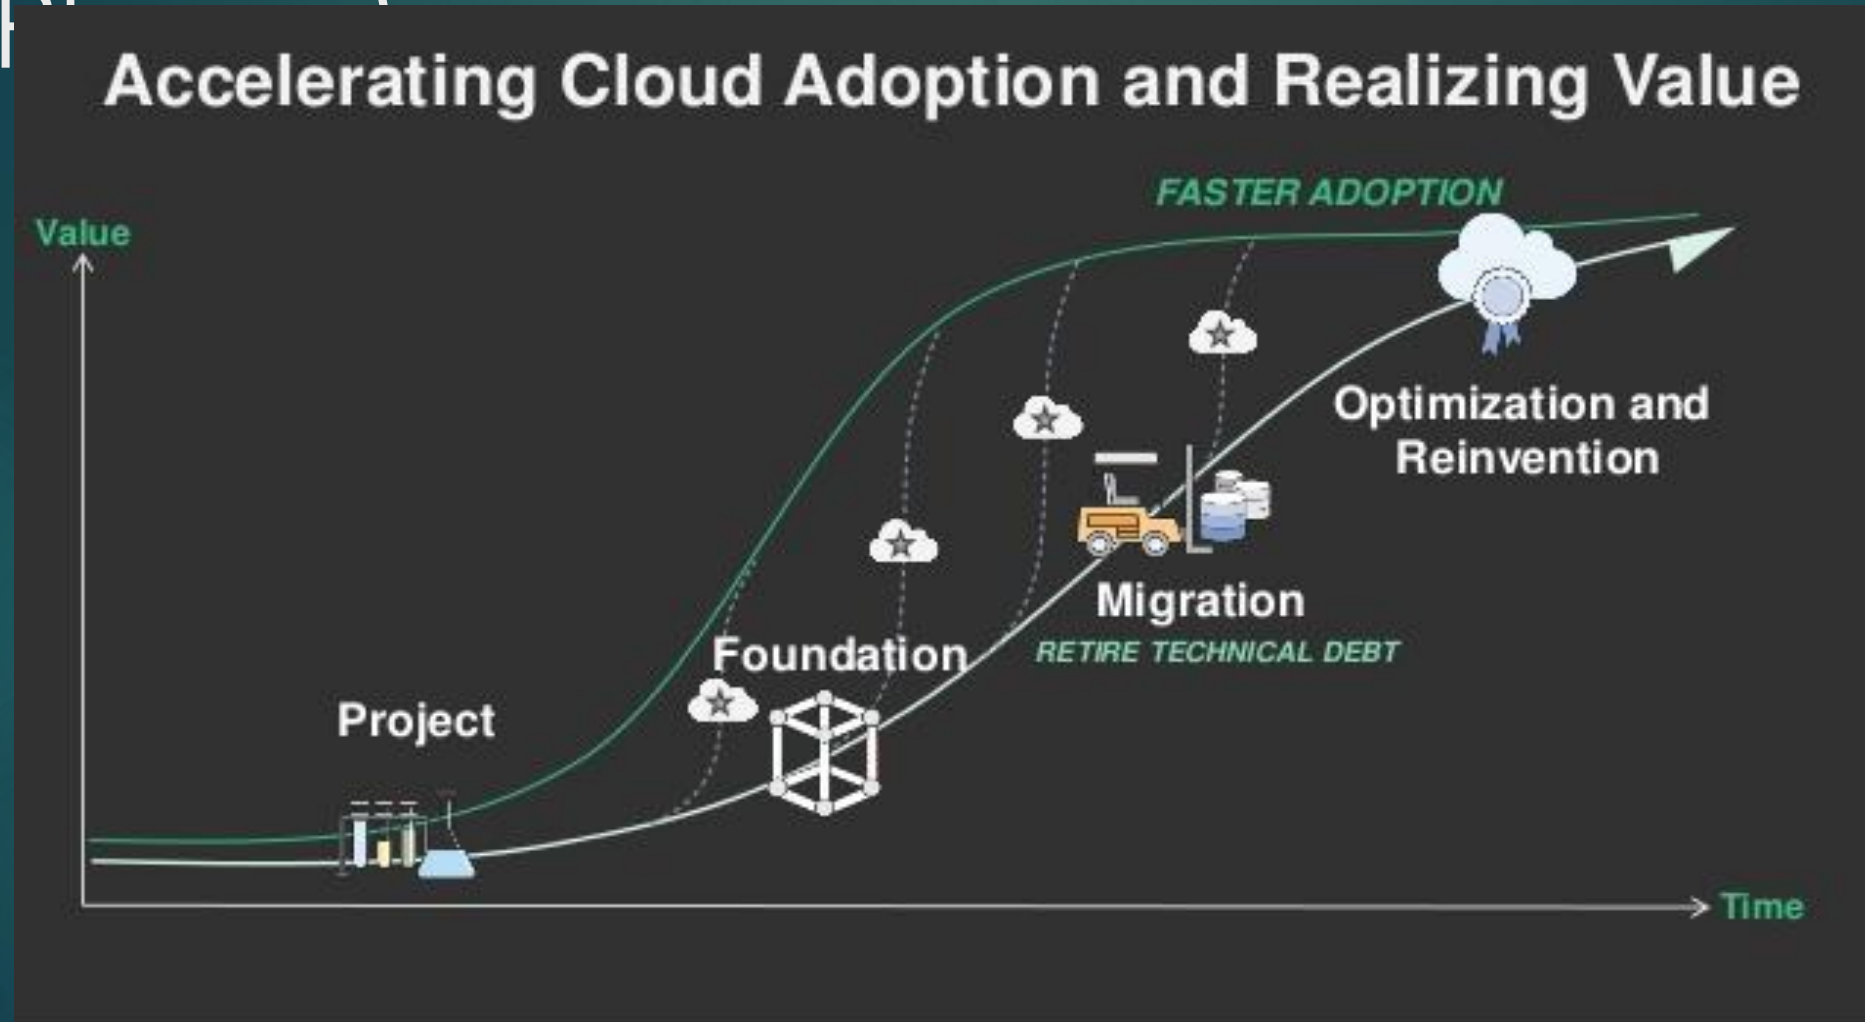 Accelerating Cloud Adoption and Realizing Value
FASTER ADOPTION
Value
Optimization and
Reinvention
Migration
RETIRE TECHNICAL DEBT
Foundation
Project
Time